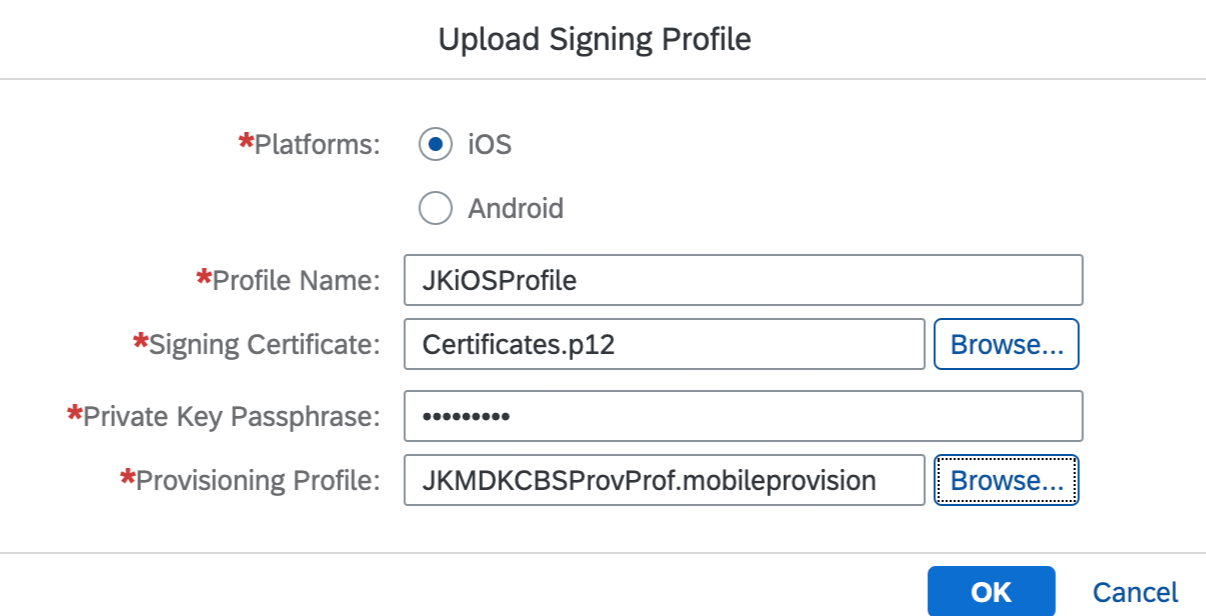 Upload Signing Profile
*Platforms: iOS
Android
*Profile Name: JKiOSProfile
*Signing Certificate: Certificates.p12 Browse...
*Private Key Passphrase: •••••••••
*Provisioning Profile: JKMDKCBSProvProf.mobileprovision Browse...
OK Cancel